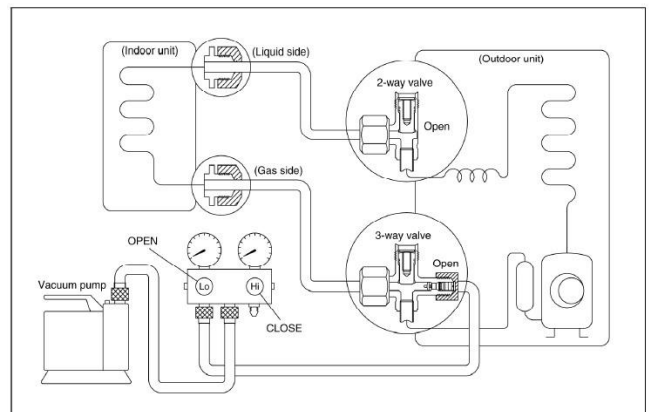 (Indoor unit)
(Liquid side)
(Outdoor unit)
2-way valve
Open
(Gas side)
3-way valve
Open
OPEN
Vacuum pump
Lo
Hi
CLOSE